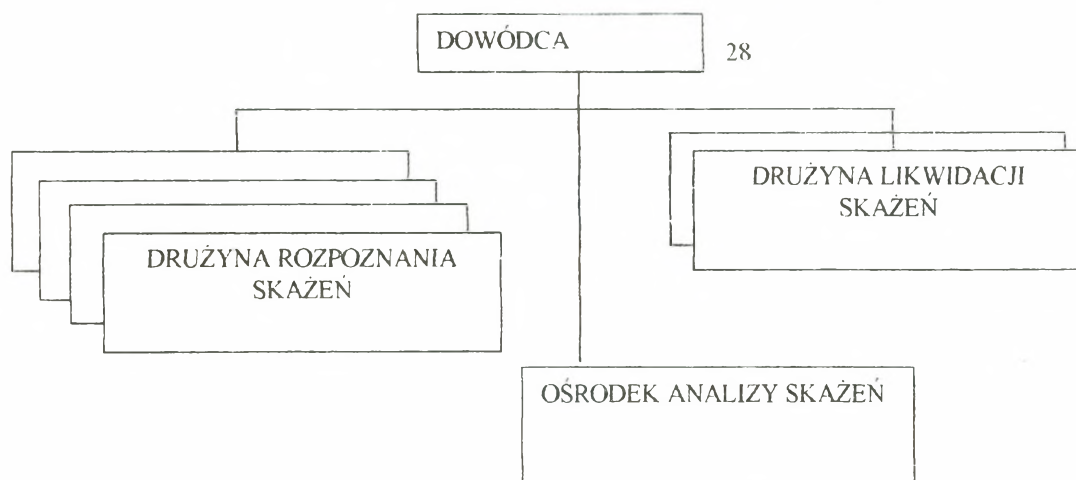 DOWÓDCA
28
DRUŻYNA ROZPOZNANIA
SKAŻEŃ
DRUŻYNA LIKWIDACJI
SKAŻEŃ
OŚRODEK ANALIZY SKAŻEŃ